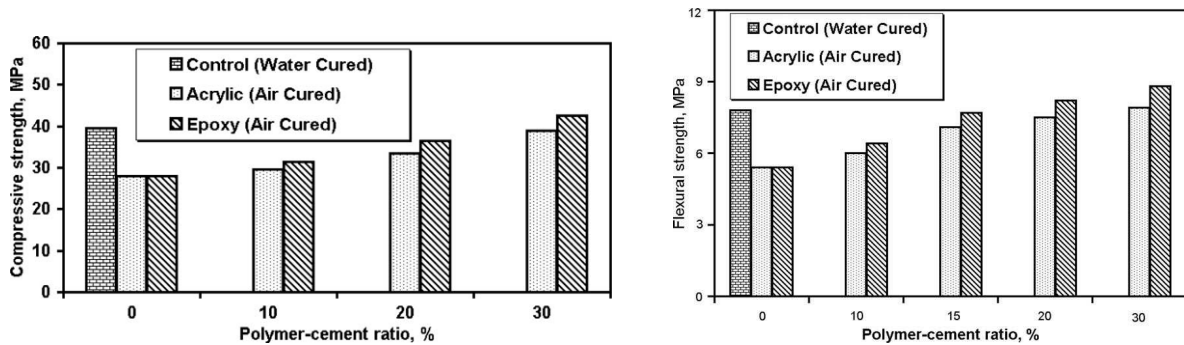 60
50
40
30
20
10
0
Compressive strength, MPa
Control (Water Cured)
Acrylic (Air Cured)
Epoxy (Air Cured)
0 10 20 30
Polymer-cement ratio, %
12
9
6
3
0
Flexural strength, MPa
Control (Water Cured)
Acrylic (Air Cured)
Epoxy (Air Cured)
0 10 15 20 30
Polymer-cement ratio, %